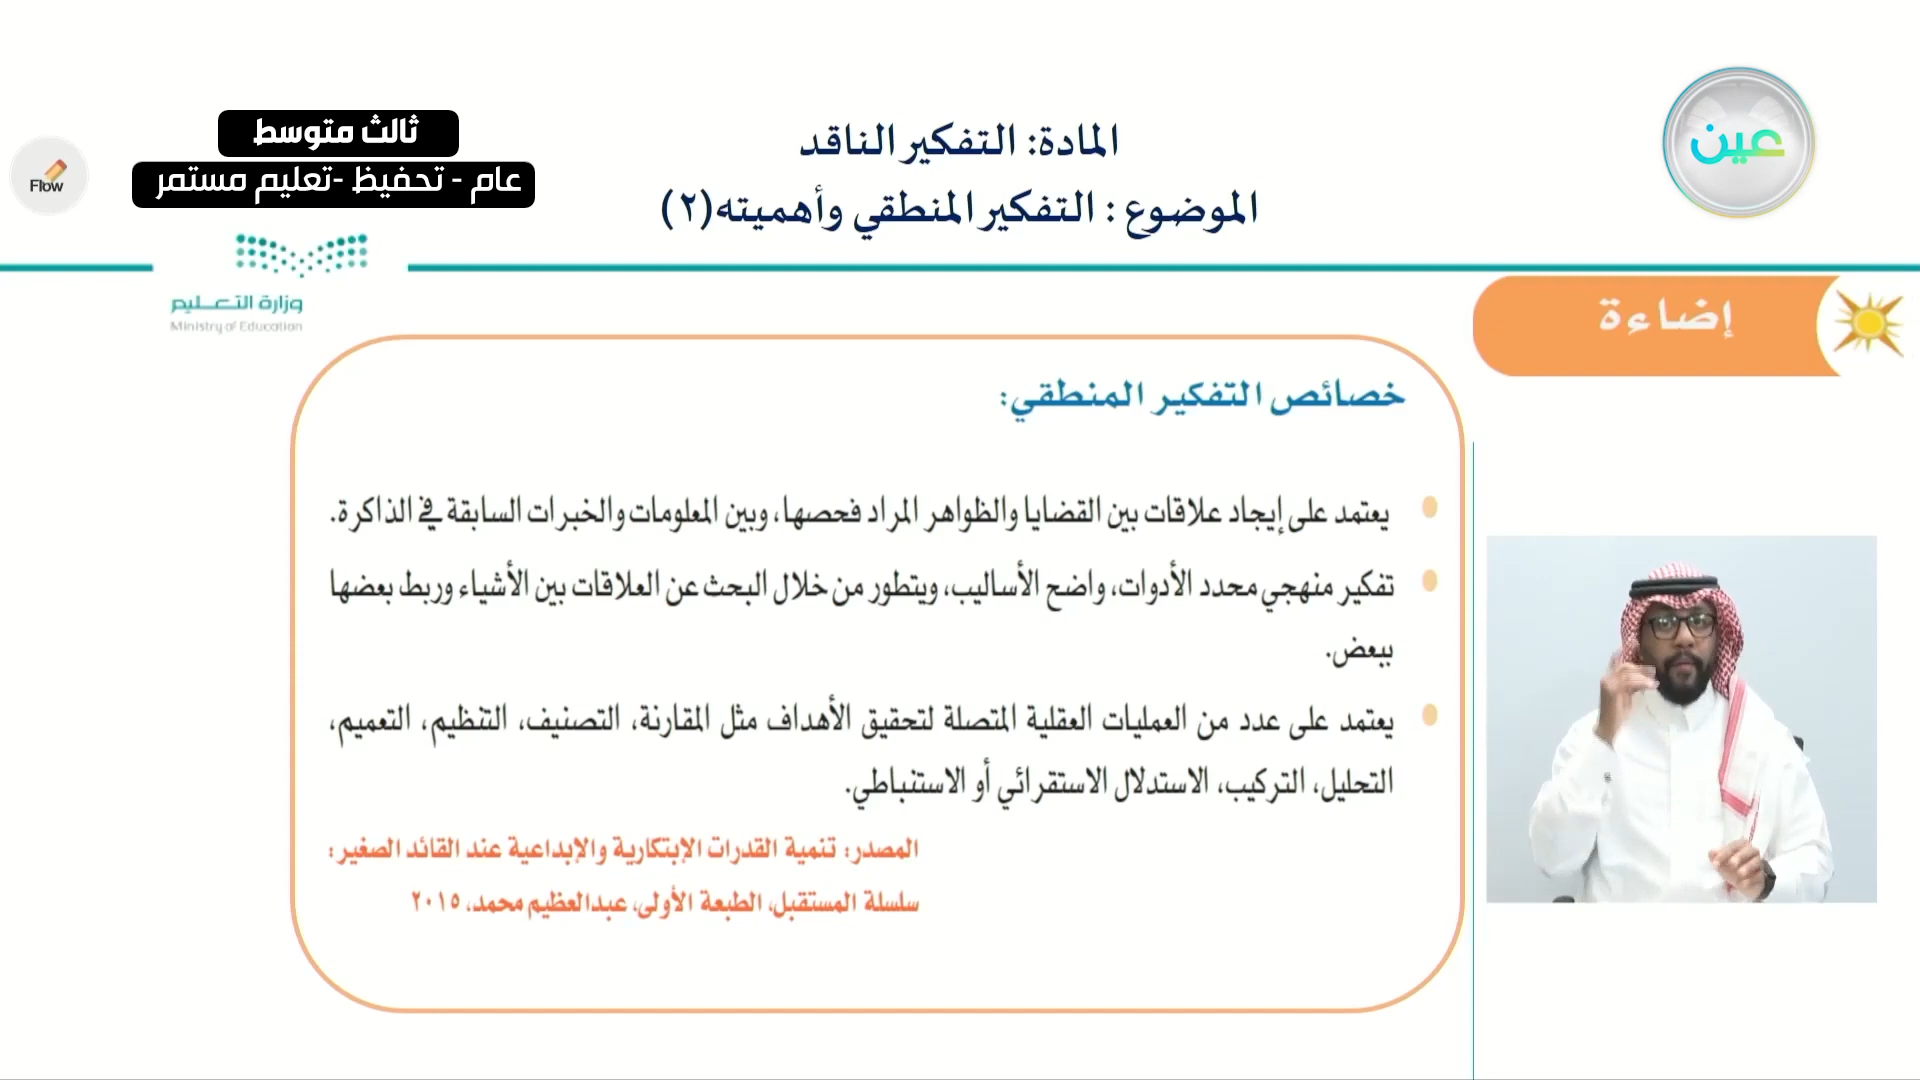 عين
المادة: التفكير الناقد
الموضوع : التفكير المنطقي وأهميته(٢)
ثالث متوسط
عام - تحفيظ -تعليم مستمر
Flow
وزارة التعليم
Ministry of Education
إضاءة
خصائص التفكير المنطقي:
يعتمد على إيجاد علاقات بين القضايا والظواهر المراد فحصها، وبين المعلومات والخبرات السابقة في الذاكرة.
تفكير منهجي محدد الأدوات، واضح الأساليب، ويتطور من خلال البحث عن العلاقات بين الأشياء وربط بعضها
ببعض.
يعتمد على عدد من العمليات العقلية المتصلة لتحقيق الأهداف مثل المقارنة، التصنيف، التنظيم، التعميم،
التحليل، التركيب، الاستدلال الاستقرائي أو الاستنباطي.
المصدر: تنمية القدرات الإبتكارية والإبداعية عند القائد الصغير:
سلسلة المستقبل، الطبعة الأولى، عبدالعظيم محمد، ٢٠١٥